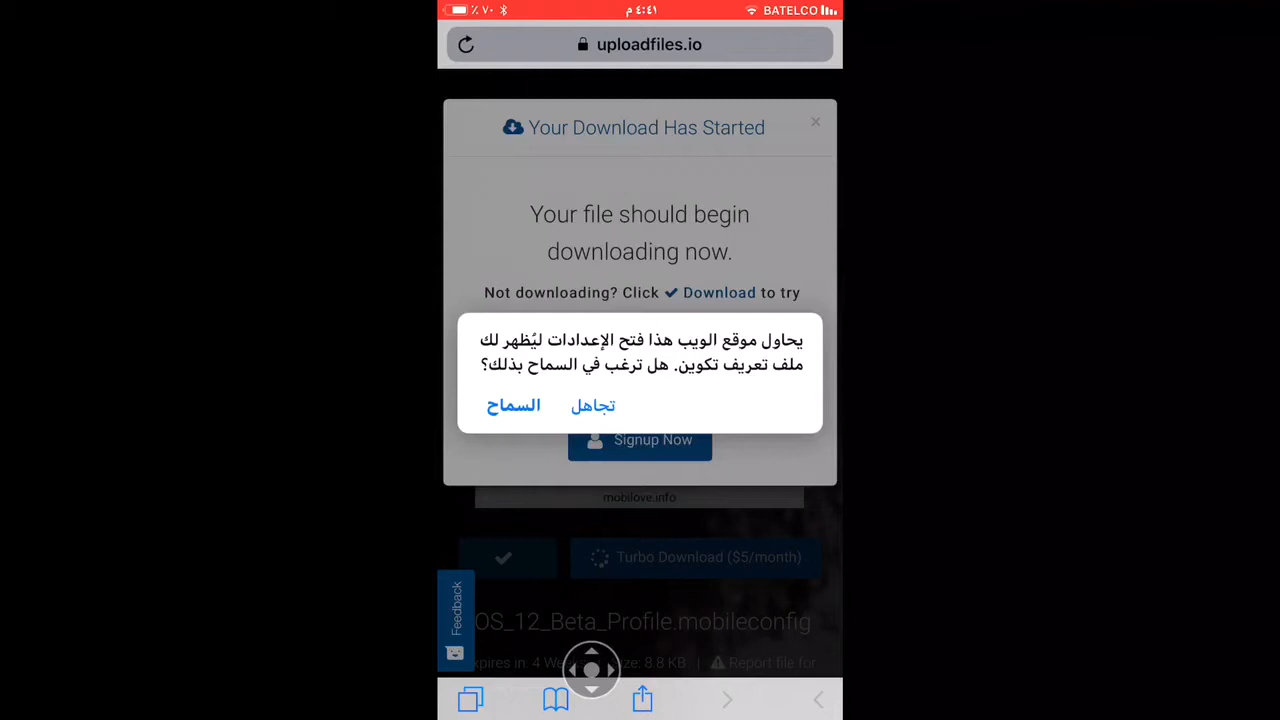 ٪ ٧٠
٤:٤١ م
BATELCO
uploadfiles.io
Your Download Has Started
×
Your file should begin
downloading now.
Not downloading? Click ✔ Download to try
يحاول موقع الويب هذا فتح الإعدادات ليُظهر لك
ملف تعريف تكوين. هل ترغب في السماح بذلك؟
تجاهل
السماح
Signup Now
mobilove.info
Turbo Download ($5/month)
Feedback
OS_12_Beta_Profile.mobileconfig
xpires in: 4 Weeks | Size: 8.8 KB | Report file for